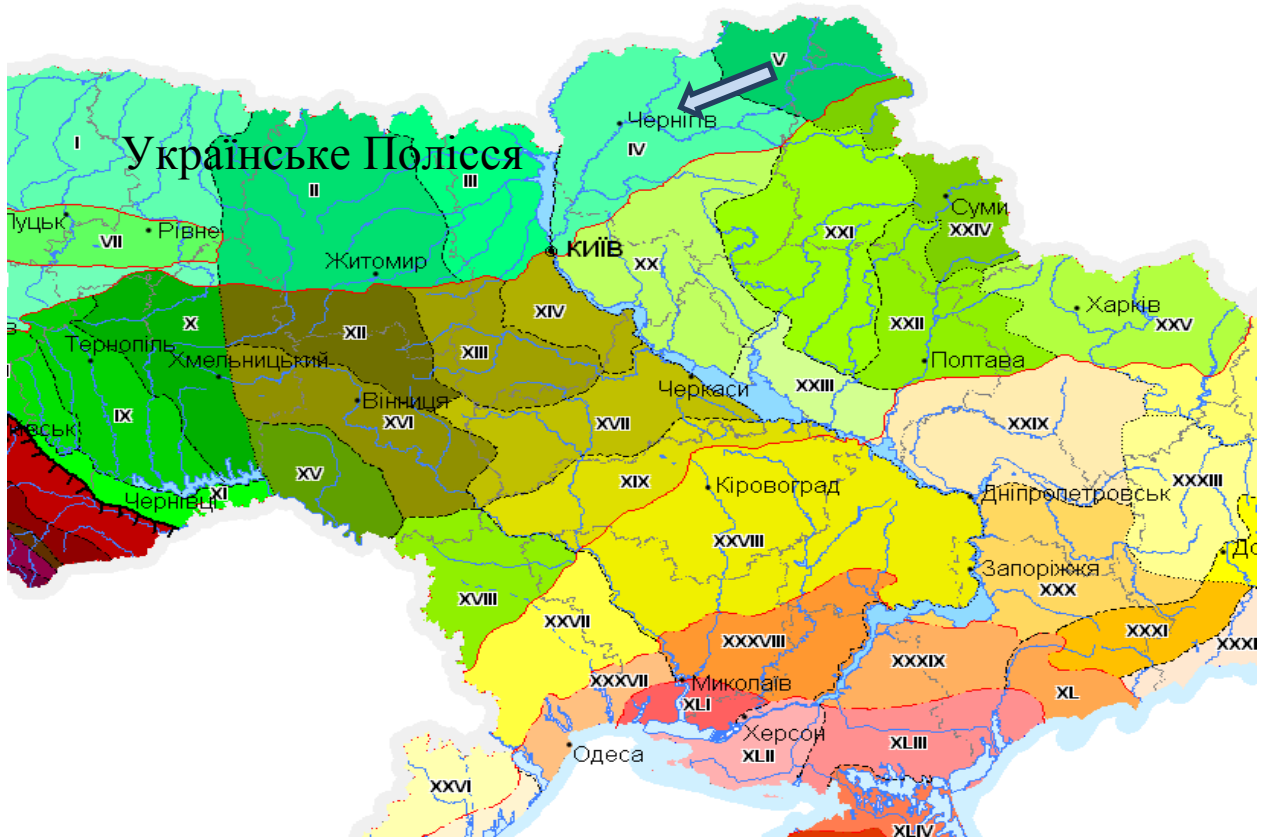 V
Чернігів
I
Українське Полісся
IV
II
III
Луцьк
Суми
VII
Рівне
XXI
XXIV
КИЇВ
XX
Житомир
Харків
X
XIV
XXV
XII
XXII
Тернопіль
XIII
Хмельницький
Полтава
Черкаси
XXIII
Вінниця
IX
XVI
XVII
XXIX
XV
XIX
Кіровоград
XXXIII
XI
Чернівці
Дніпропетровськ
XXVIII
Запоріжжя
XXX
XVIII
XXVII
XXXI
XXXVIII
XXXIX
XXXVII
Миколаїв
XL
XLI
Херсон
XLIII
Одеса
XLII
XXVI
XLIV